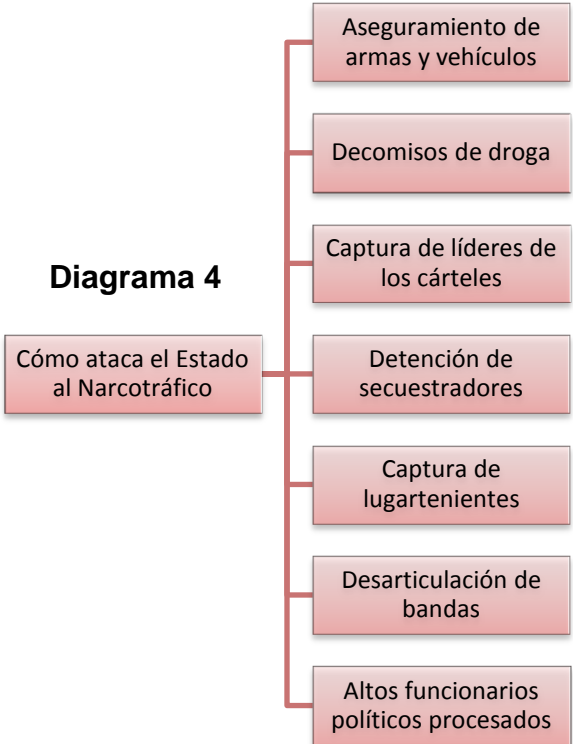 Diagrama 4
Cómo ataca el Estado
al Narcotráfico
Aseguramiento de
armas y vehículos
Decomisos de droga
Captura de líderes de
los cárteles
Detención de
secuestradores
Captura de
lugartenientes
Desarticulación de
bandas
Altos funcionarios
políticos procesados